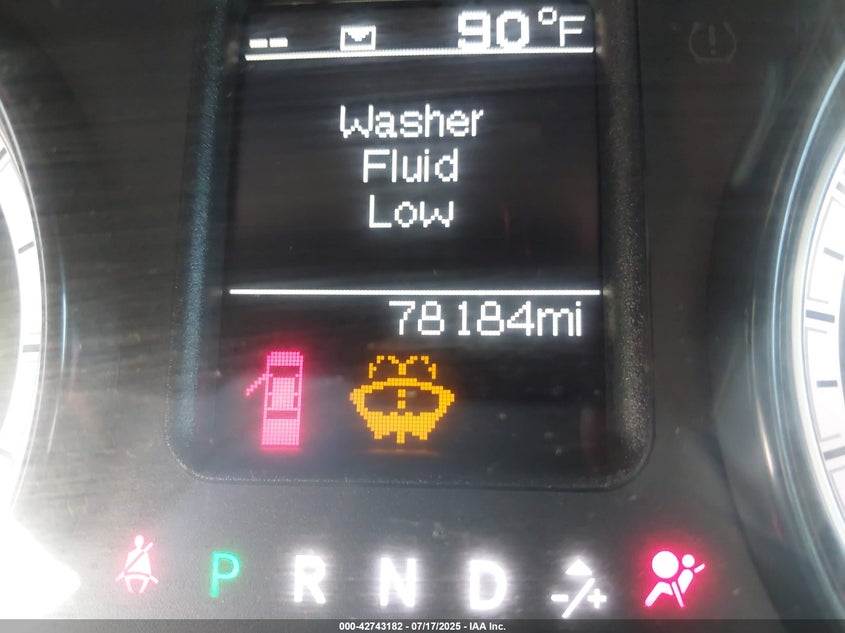 -- 90°F
Washer
Fluid
Low
78184mi
P R N D -/+
000-42743182 - 07/17/2025 - IAA Inc.